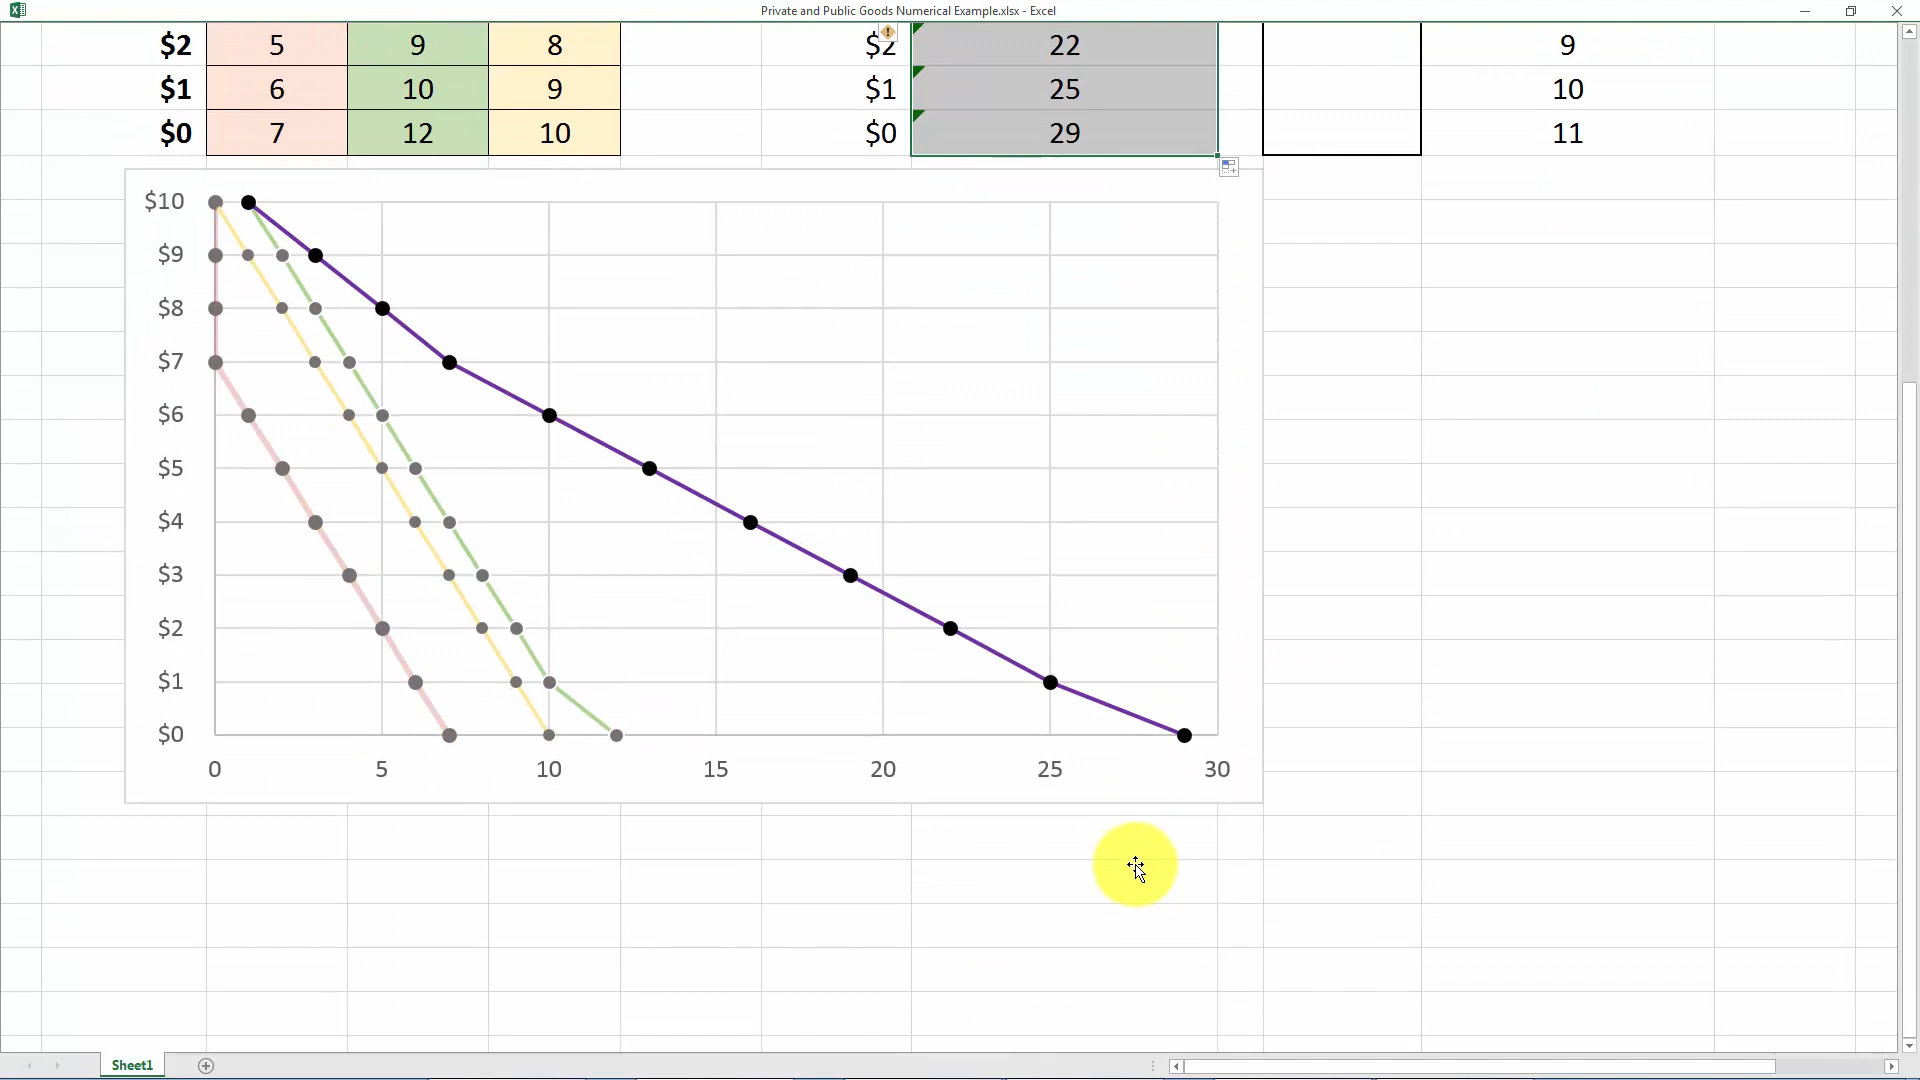 Private and Public Goods Numerical Example.xlsx - Excel
$2 5 9 8 $2 22 9
$1 6 10 9 $1 25 10
$0 7 12 10 $0 29 11
$10
$9
$8
$7
$6
$5
$4
$3
$2
$1
$0
0 5 10 15 20 25 30
Sheet1